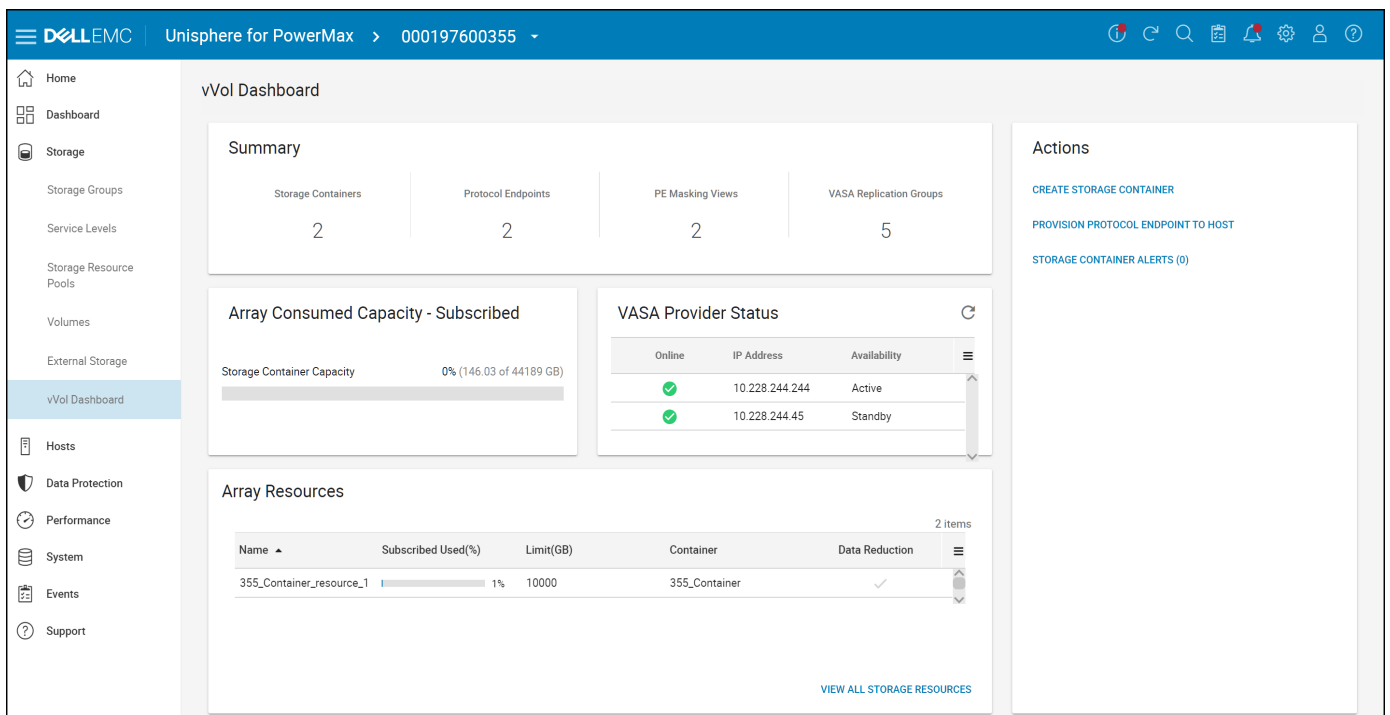 DELLEMC Unisphere for PowerMax > 000197600355
Home
Dashboard
Storage
Storage Groups
Service Levels
Storage Resource
Pools
Volumes
External Storage
vVol Dashboard
Hosts
Data Protection
Performance
System
Events
Support
vVol Dashboard
Summary
Storage Containers Protocol Endpoints PE Masking Views VASA Replication Groups
2 2 2 5
Array Consumed Capacity - Subscribed
Storage Container Capacity 0% (146.03 of 44189 GB)
VASA Provider Status
Online IP Address Availability
10.228.244.244 Active
10.228.244.45 Standby
Array Resources
2 items
Name Subscribed Used(%) Limit(GB) Container Data Reduction
355_Container_resource_1 1% 10000 355_Container
VIEW ALL STORAGE RESOURCES
Actions
CREATE STORAGE CONTAINER
PROVISION PROTOCOL ENDPOINT TO HOST
STORAGE CONTAINER ALERTS (0)